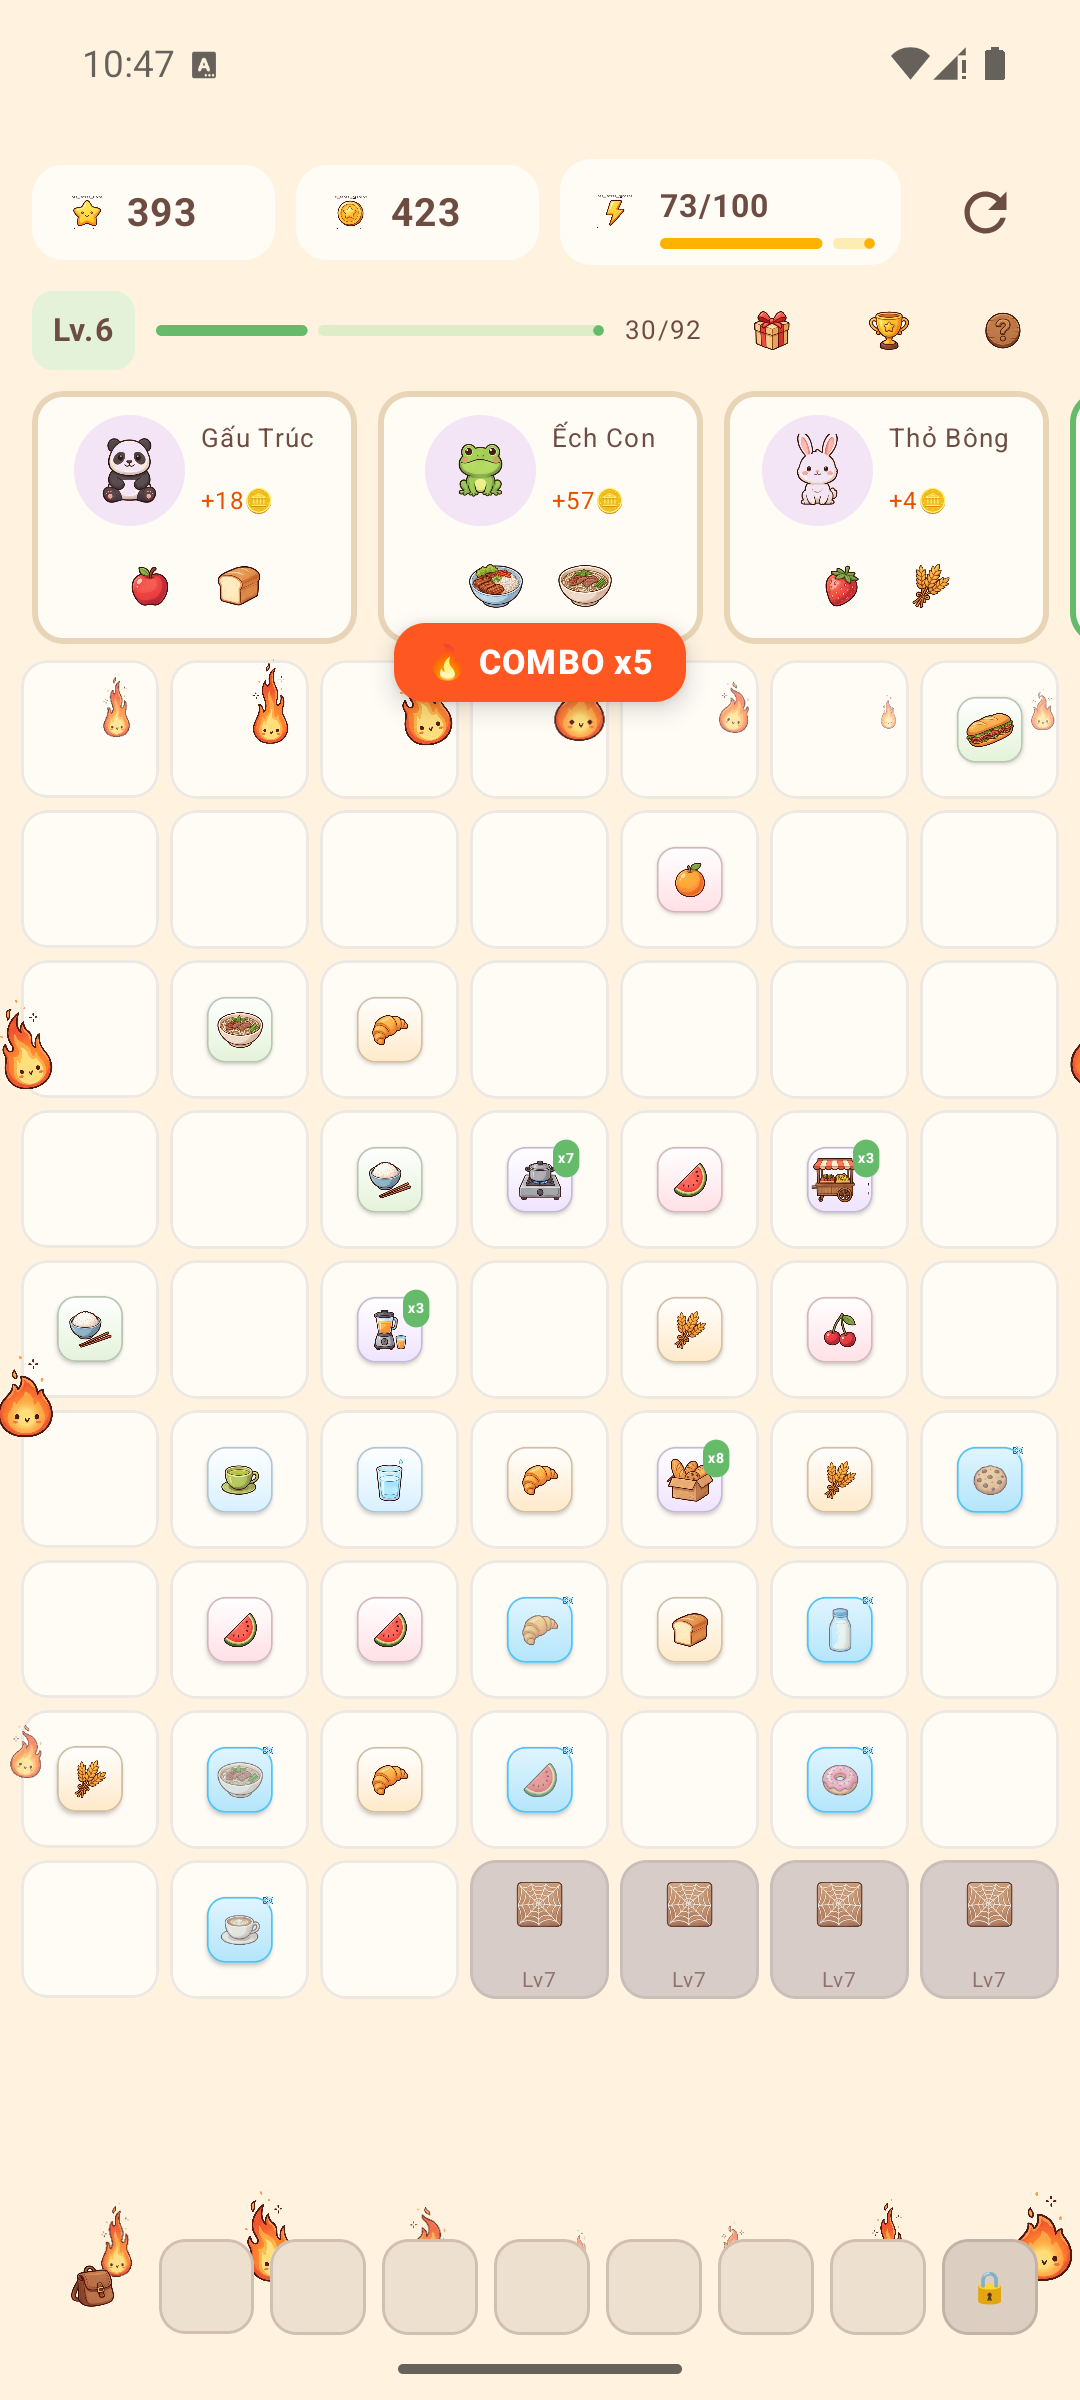 10:47
393
423
73/100
Lv.6
30/92
Gấu Trúc
+18
Ếch Con
+57
Thỏ Bông
+4
COMBO x5
x7
x3
x3
x8
Lv7
Lv7
Lv7
Lv7